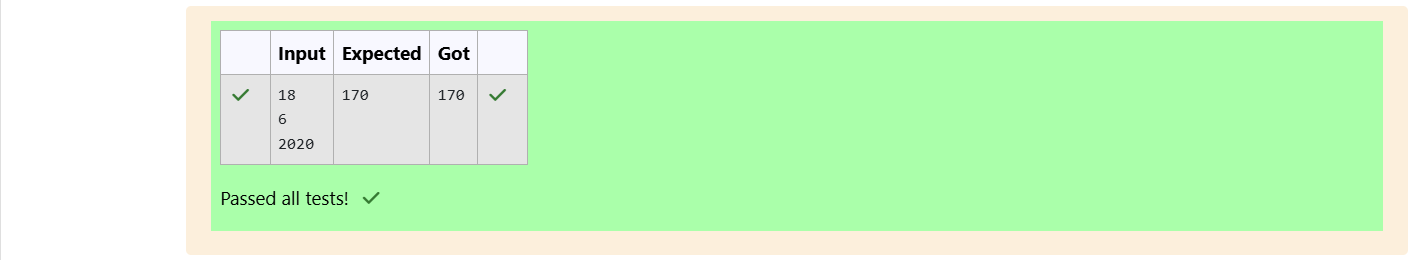 Input Expected Got
18 170 170
6
2020
Passed all tests!